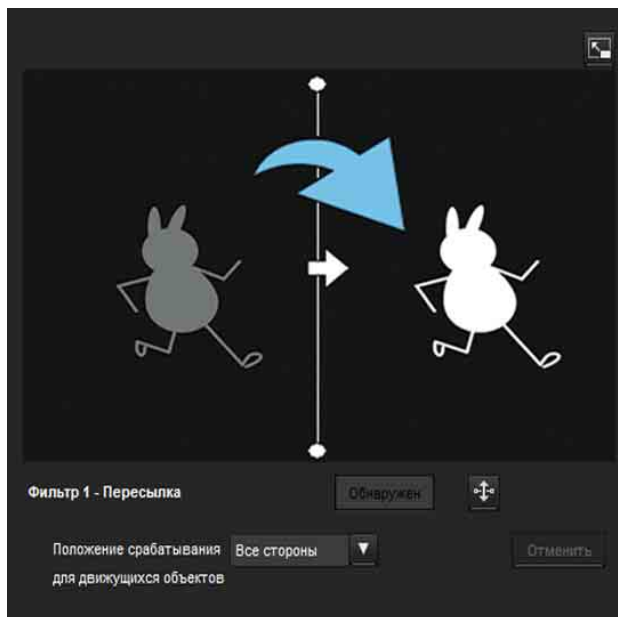 Фильтр 1 - Пересылка
Обнаружен
Положение срабатывания
для движущихся объектов
Все стороны
Отменить